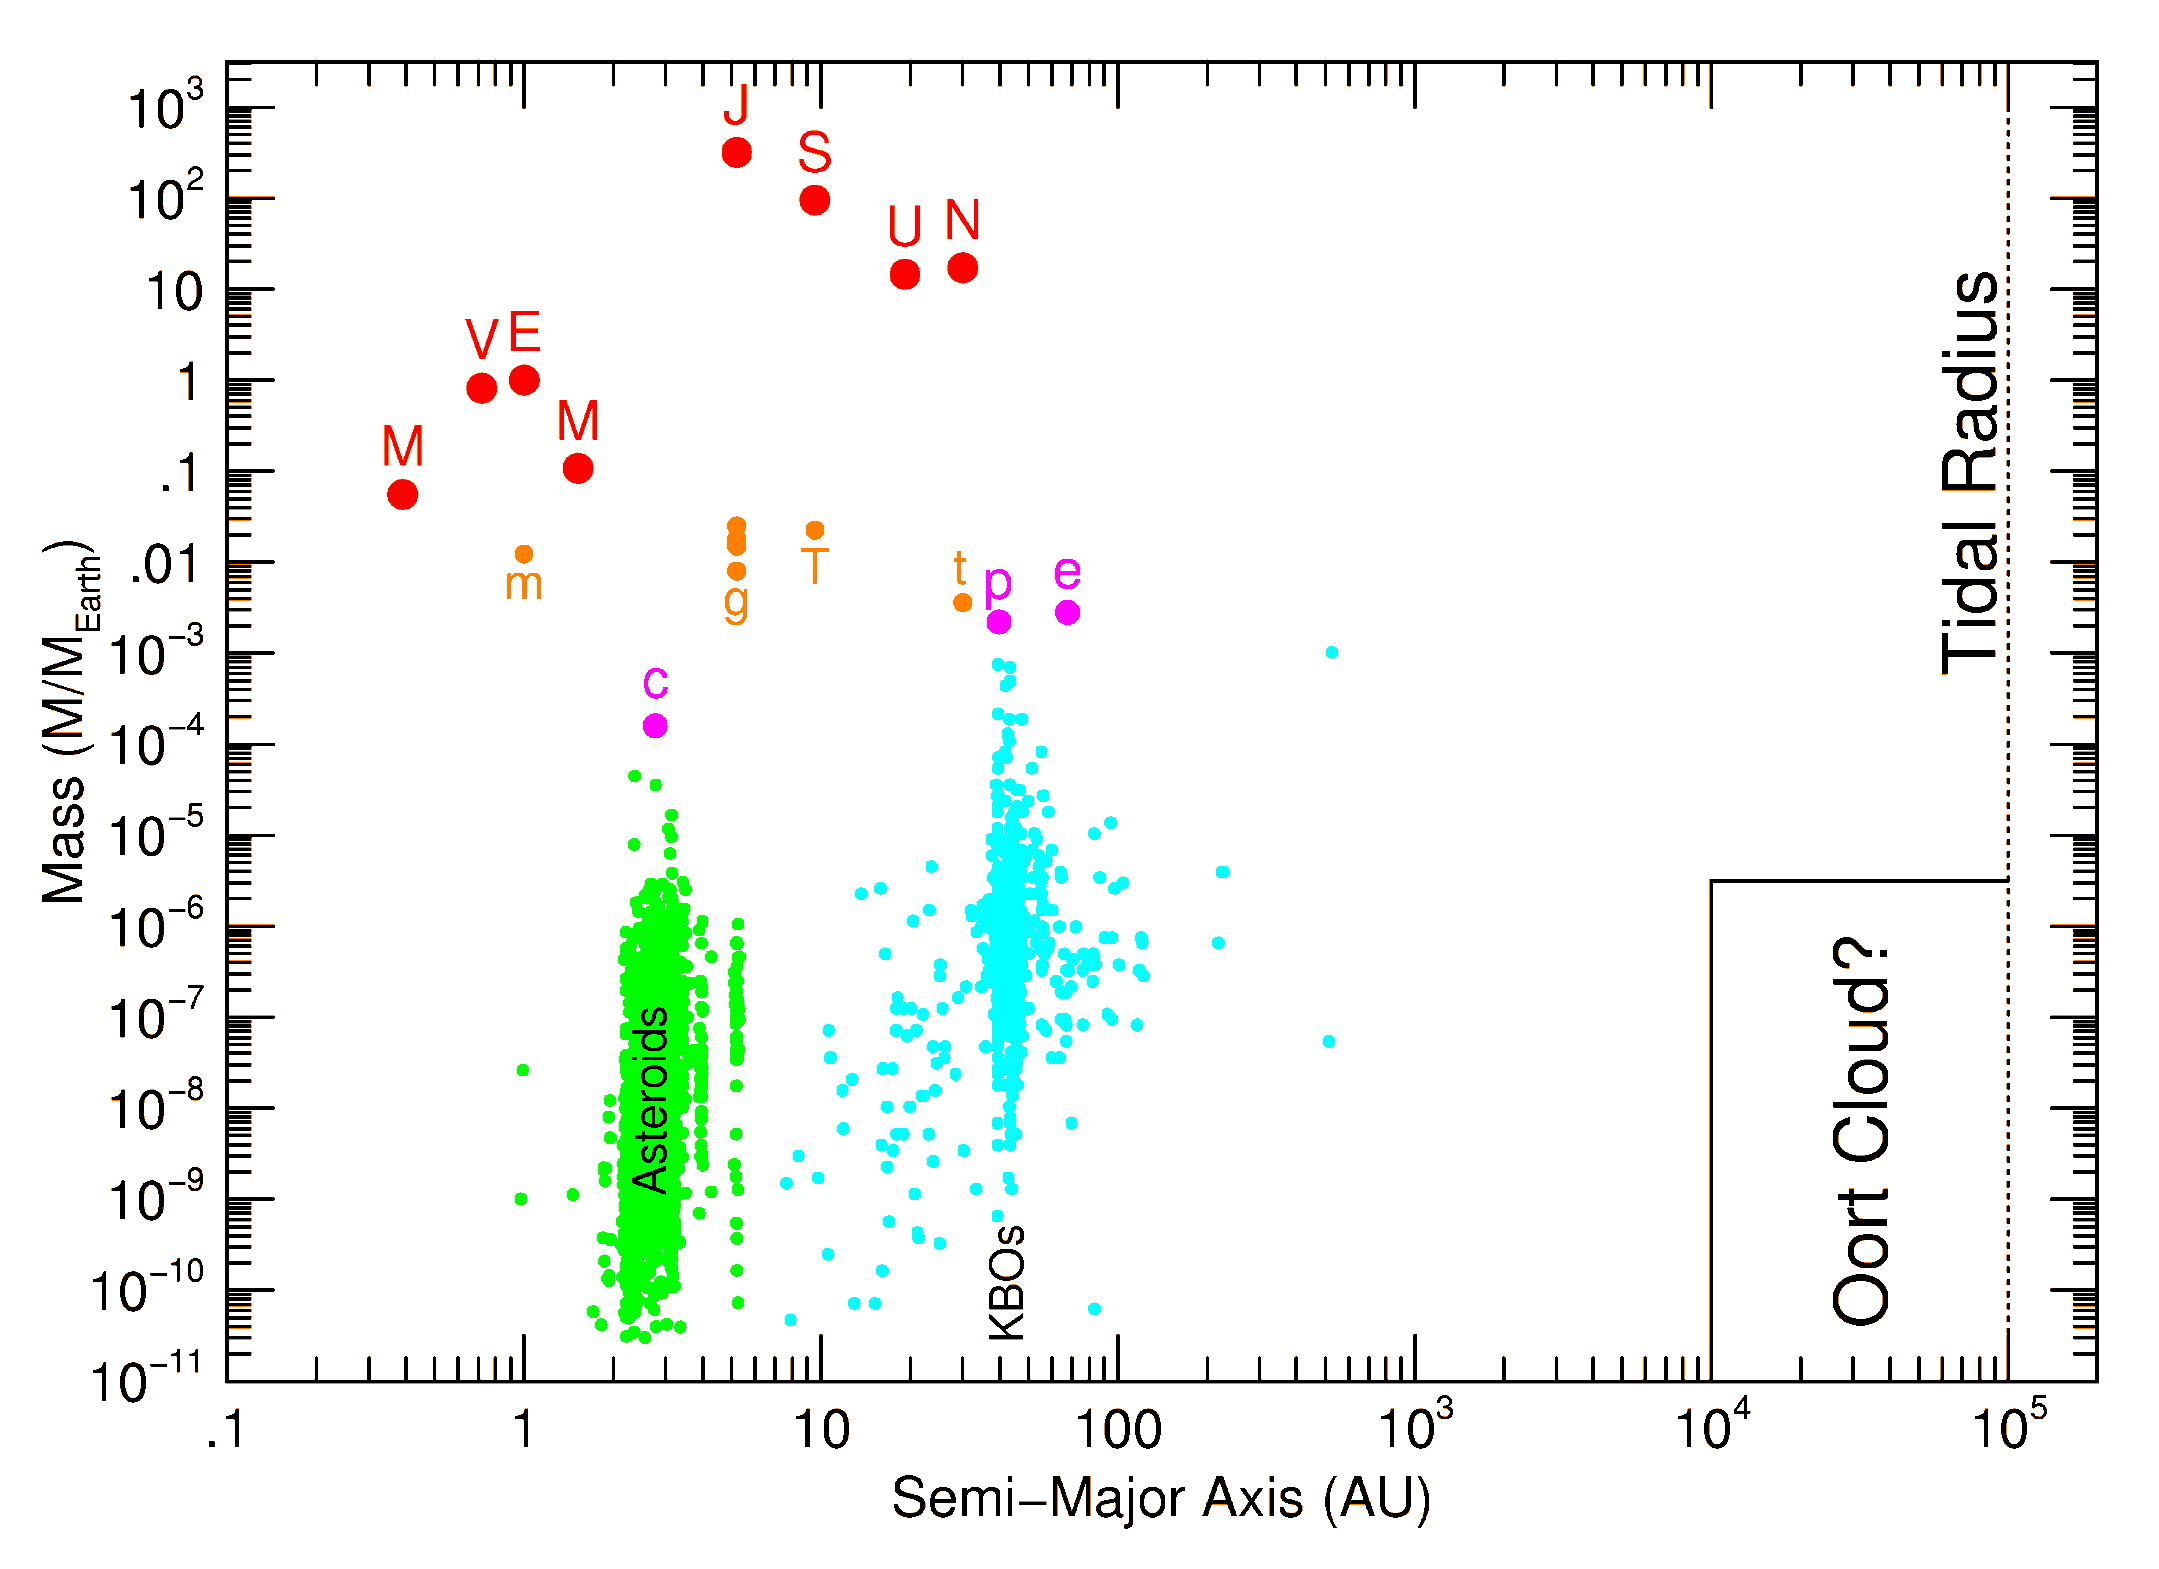 10³
10²
10
1
.1
.01
10⁻³
10⁻⁴
10⁻⁵
10⁻⁶
10⁻⁷
10⁻⁸
10⁻⁹
10⁻¹⁰
10⁻¹¹
Mass (M/M_Earth)
J
S
U N
V E
M
M
m
g
T
t
p
e
c
Asteroids
KBOs
Tidal Radius
Oort Cloud?
.1 1 10 100 10³ 10⁴ 10⁵
Semi−Major Axis (AU)